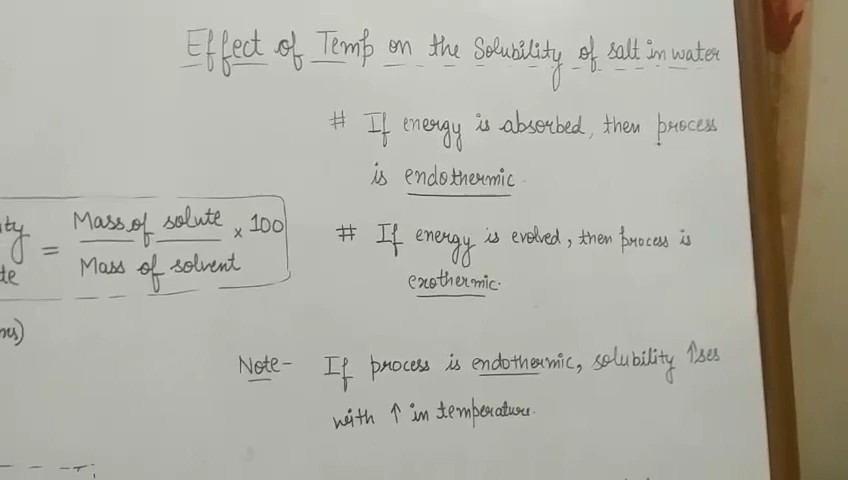 Effect of Temp on the Solubility of salt in water
# If energy is absorbed, then process
is endothermic.
ity
te
= Mass of solute × 100
Mass of solvent
# If energy is evolved, then process is
exothermic.
Note - If process is endothermic, solubility ↑ses
with ↑ in temperature.